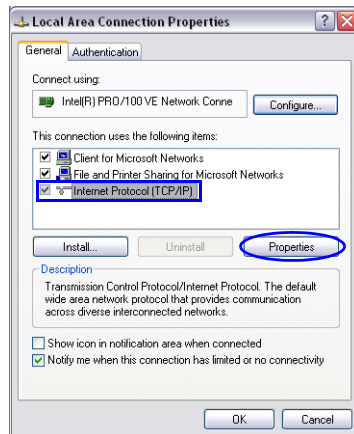 Local Area Connection Properties
General Authentication
Connect using:
Intel(R) PRO/100 VE Network Conne Configure...
This connection uses the following items:
Client for Microsoft Networks
File and Printer Sharing for Microsoft Networks
Internet Protocol (TCP/IP)
Install... Uninstall Properties
Description
Transmission Control Protocol/Internet Protocol. The default
wide area network protocol that provides communication
across diverse interconnected networks.
Show icon in notification area when connected
Notify me when this connection has limited or no connectivity
OK Cancel